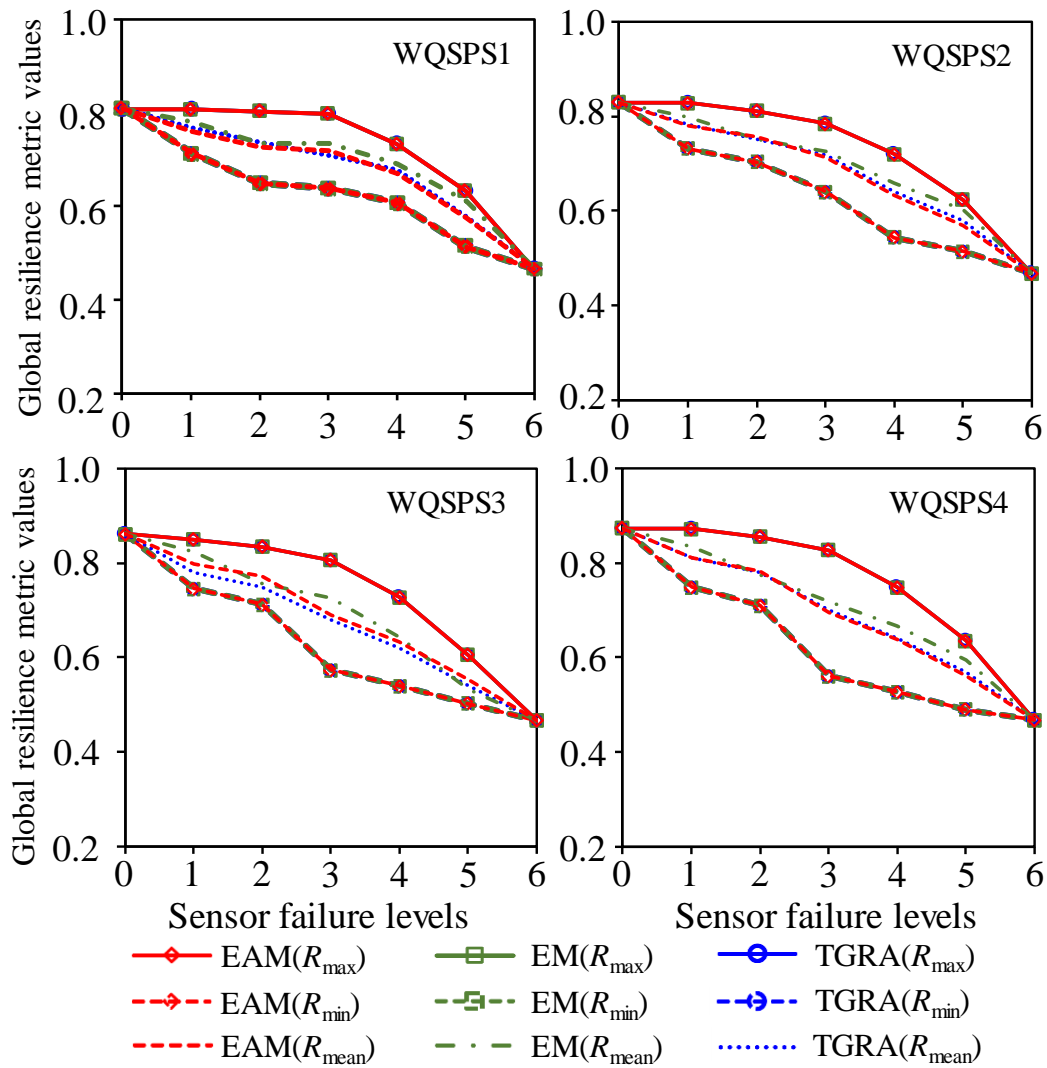 Global resilience metric values
1.0
0.8
0.6
0.4
0.2
0 1 2 3 4 5 6
WQSPS1
1.0
0.8
0.6
0.4
0.2
0 1 2 3 4 5 6
WQSPS2
Global resilience metric values
1.0
0.8
0.6
0.4
0.2
0 1 2 3 4 5 6
WQSPS3
Sensor failure levels
1.0
0.8
0.6
0.4
0.2
0 1 2 3 4 5 6
WQSPS4
Sensor failure levels
EAM(Rmax) EM(Rmax) TGRA(Rmax)
EAM(Rmin) EM(Rmin) TGRA(Rmin)
EAM(Rmean) EM(Rmean) TGRA(Rmean)